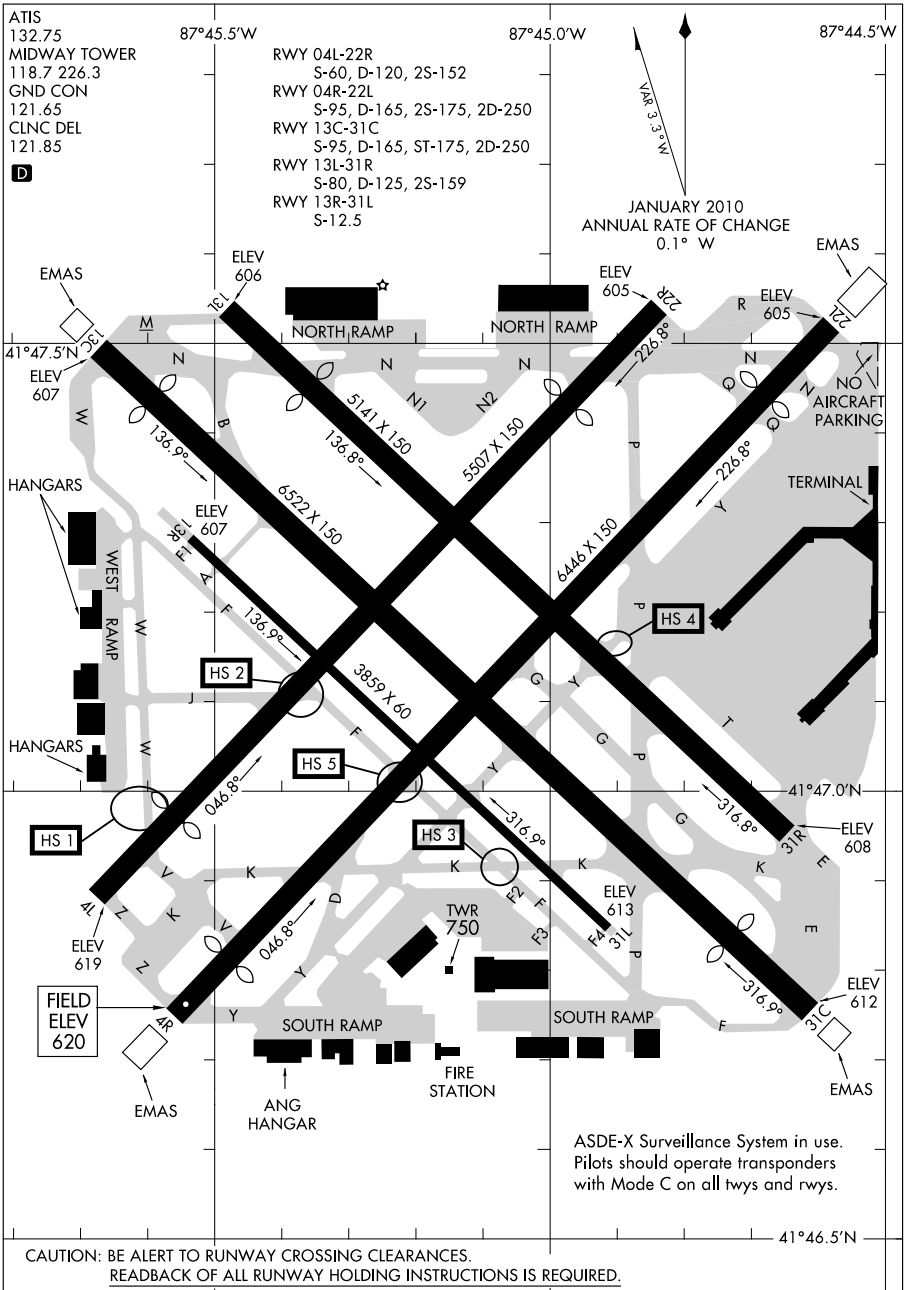 ATIS
132.75
MIDWAY TOWER
118.7 226.3
GND CON
121.65
CLNC DEL
121.85
D
87°45.5'W
87°45.0'W
87°44.5'W
RWY 04L-22R
S-60, D-120, 2S-152
RWY 04R-22L
S-95, D-165, 2S-175, 2D-250
RWY 13C-31C
S-95, D-165, ST-175, 2D-250
RWY 13L-31R
S-80, D-125, 2S-159
RWY 13R-31L
S-12.5
VAR 3.3° W
JANUARY 2010
ANNUAL RATE OF CHANGE
0.1° W
EMAS
ELEV
606
ELEV
605
ELEV
605
EMAS
13L
22R
22L
R
M
NORTH RAMP
NORTH RAMP
13C
41°47.5'N
ELEV
607
N
N
N
N
N
N1
N2
226.8°
Q
Q
NO
AIRCRAFT
PARKING
W
B
136.9°
5141 X 150
136.8°
5507 X 150
P
226.8°
Y
HANGARS
TERMINAL
6522 X 150
ELEV
607
13R
F1
A
F
6446 X 150
WEST
RAMP
W
136.9°
P
HS 4
HS 2
3859 X 60
J
G
Y
T
F
G
P
W
HANGARS
HS 5
Y
41°47.0'N
046.8°
316.9°
G
316.8°
HS 1
HS 3
31R
ELEV
608
E
K
V
K
D
K
K
K
4L
Z
K
V
F2
F
F3
ELEV
613
F4
31L
E
ELEV
619
Z
046.8°
TWR
750
P
Y
FIELD
ELEV
620
4R
Y
316.9°
ELEV
612
31C
F
SOUTH RAMP
SOUTH RAMP
EMAS
ANG
HANGAR
FIRE
STATION
EMAS
ASDE-X Surveillance System in use.
Pilots should operate transponders
with Mode C on all twys and rwys.
41°46.5'N
CAUTION: BE ALERT TO RUNWAY CROSSING CLEARANCES.
READBACK OF ALL RUNWAY HOLDING INSTRUCTIONS IS REQUIRED.